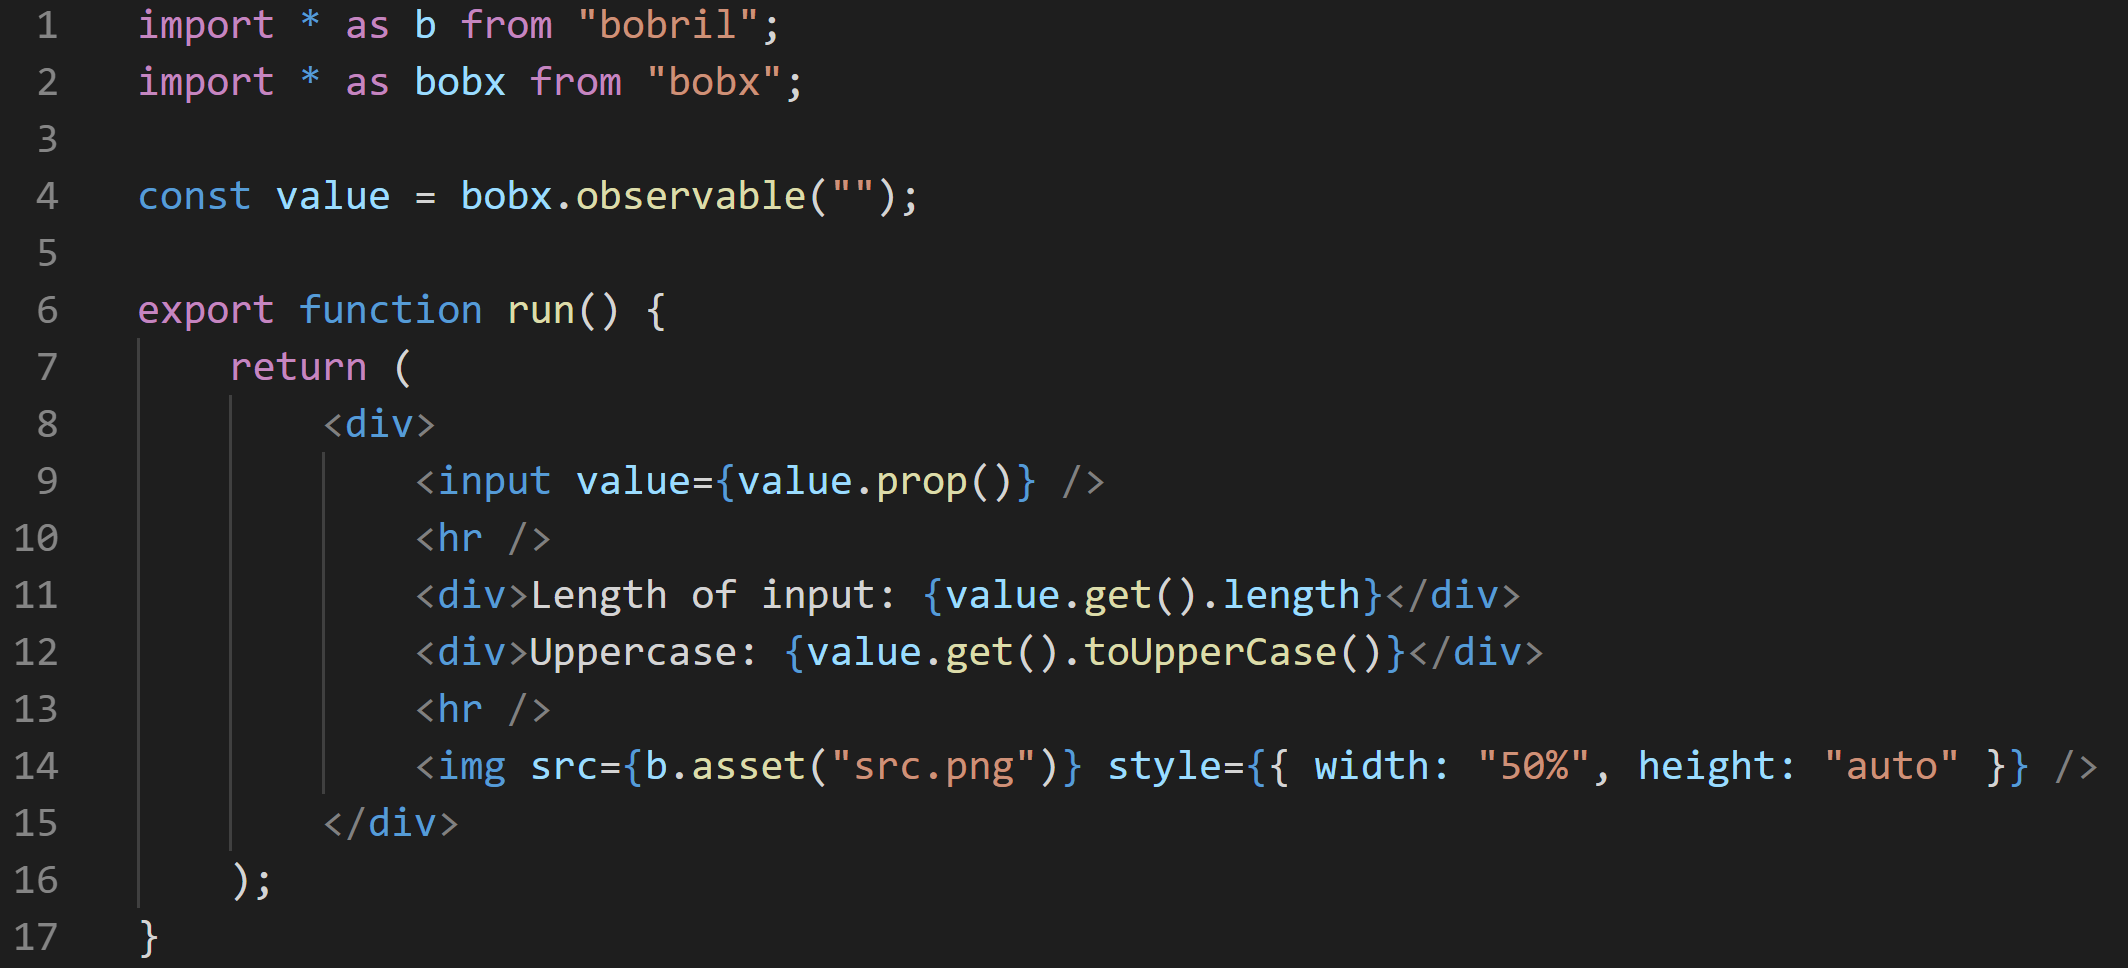 1 import * as b from "bobril";
2 import * as bobx from "bobx";
3
4 const value = bobx.observable("");
5
6 export function run() {
7     return (
8         <div>
9             <input value={value.prop()} />
10             <hr />
11             <div>Length of input: {value.get().length}</div>
12             <div>Uppercase: {value.get().toUpperCase()}</div>
13             <hr />
14             <img src={b.asset("src.png")} style={{ width: "50%", height: "auto" }} />
15         </div>
16     );
17 }